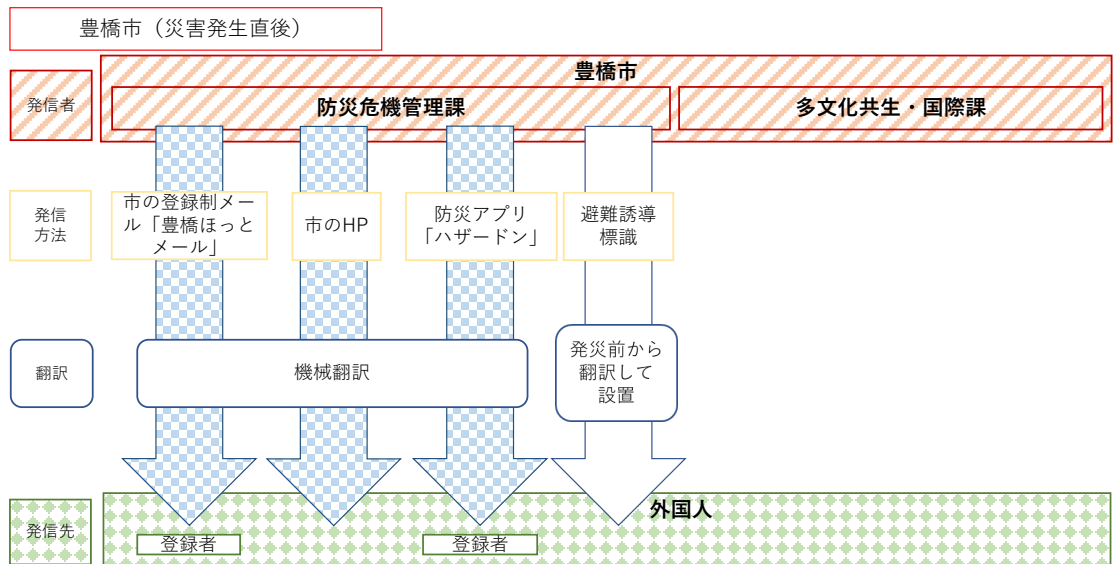 豊橋市（災害発生直後）
豊橋市
発信者
防災危機管理課
多文化共生・国際課
発信
方法
市の登録制メー
ル「豊橋ほっと
メール」
市のHP
防災アプリ
「ハザードン」
避難誘導
標識
翻訳
機械翻訳
発災前から
翻訳して
設置
発信先
外国人
登録者
登録者